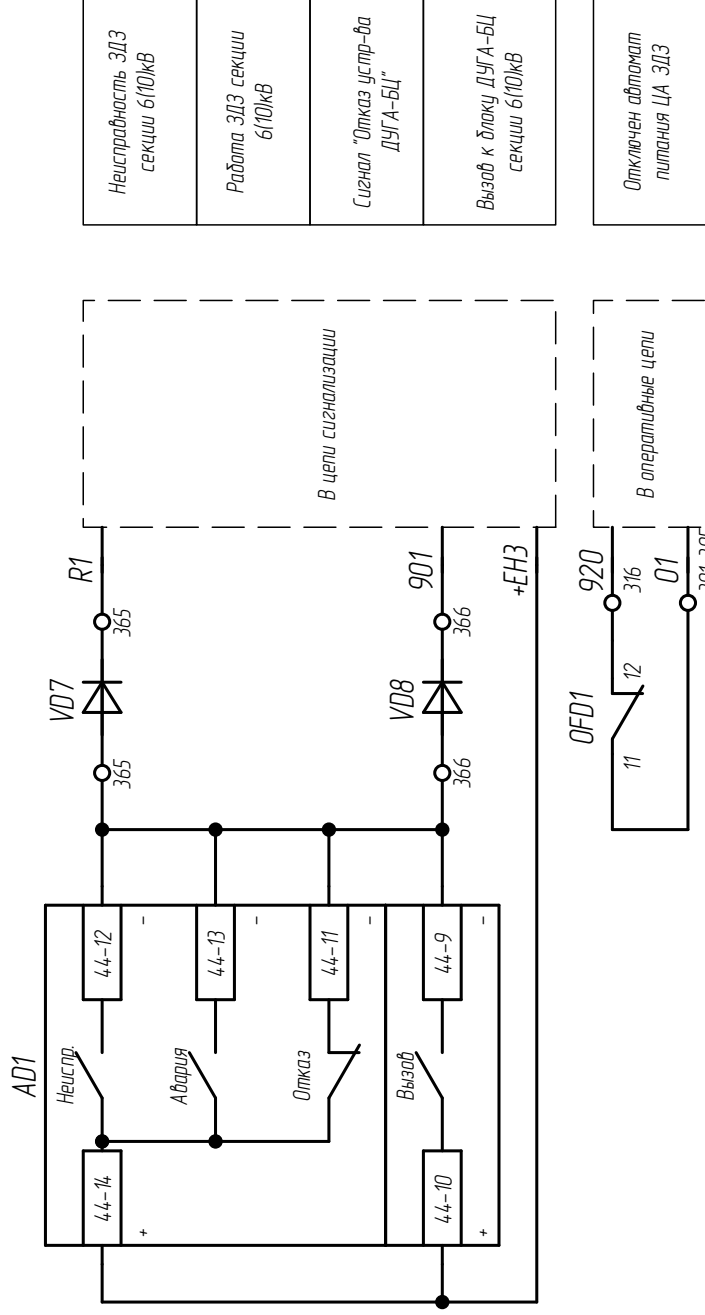 AD1
44-14
+
Неиспр.
44-12
-
365
VD7
365
R1
Авария
44-13
-
Отказ
44-11
-
44-10
+
Вызов
44-9
-
366
VD8
366
901
+ЕН3
В цепи сигнализации
Неисправность ЗДЗ
секции 6(10)кВ
Работа ЗДЗ секции
6(10)кВ
Сигнал "Отказ устр-ва
ДУГА-БЦ"
Вызов к блоку ДУГА-БЦ
секции 6(10)кВ
OFD1
11
12
920
316
01
В оперативные цепи
Отключен автомат
питания ЦА ЗДЗ